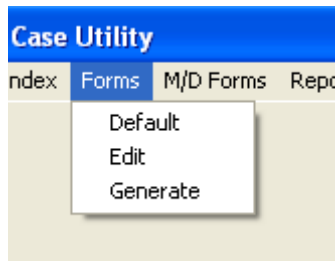 Case Utility
ndex Forms M/D Forms Repo
Default
Edit
Generate